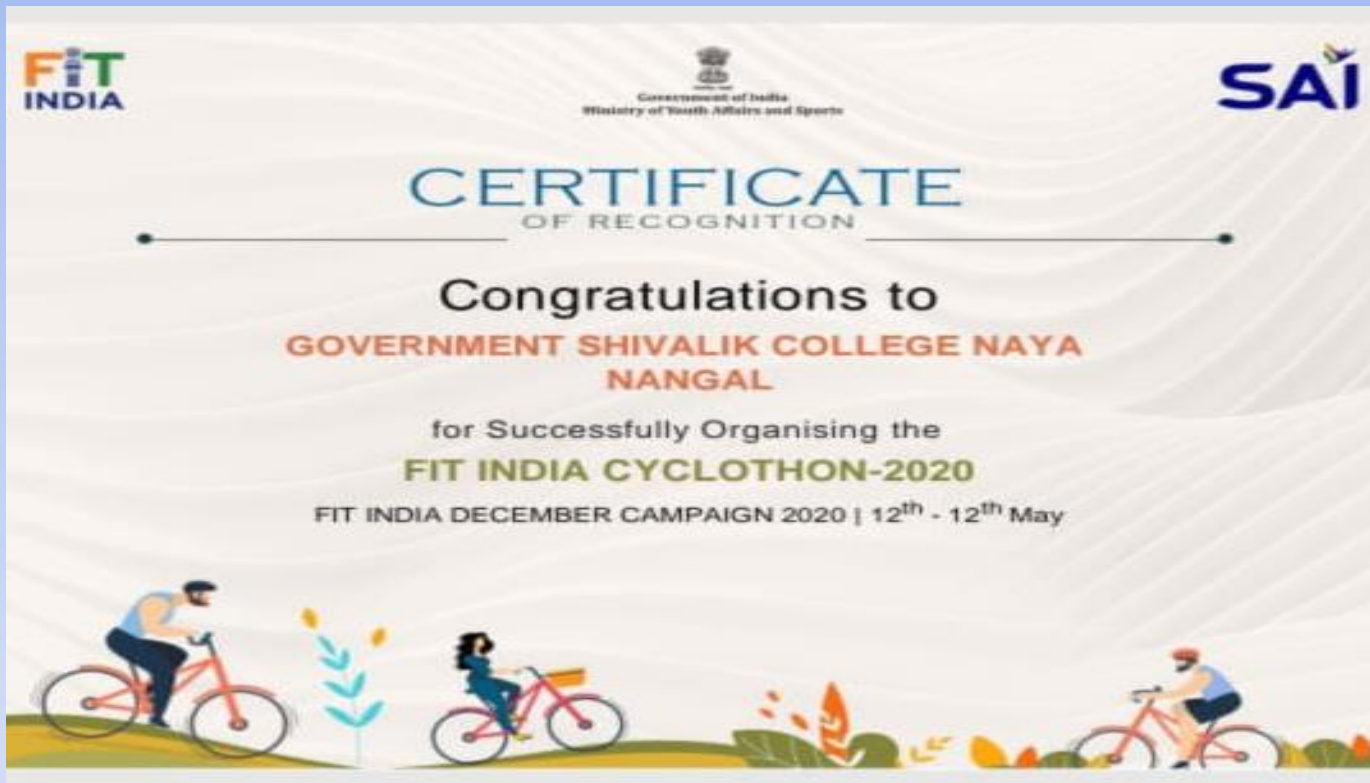 FiT
INDIA
Government of India
Ministry of Youth Affairs and Sports
SAI
CERTIFICATE
OF RECOGNITION
Congratulations to
GOVERNMENT SHIVALIK COLLEGE NAYA
NANGAL
for Successfully Organising the
FIT INDIA CYCLOTHON-2020
FIT INDIA DECEMBER CAMPAIGN 2020 | 12th - 12th May